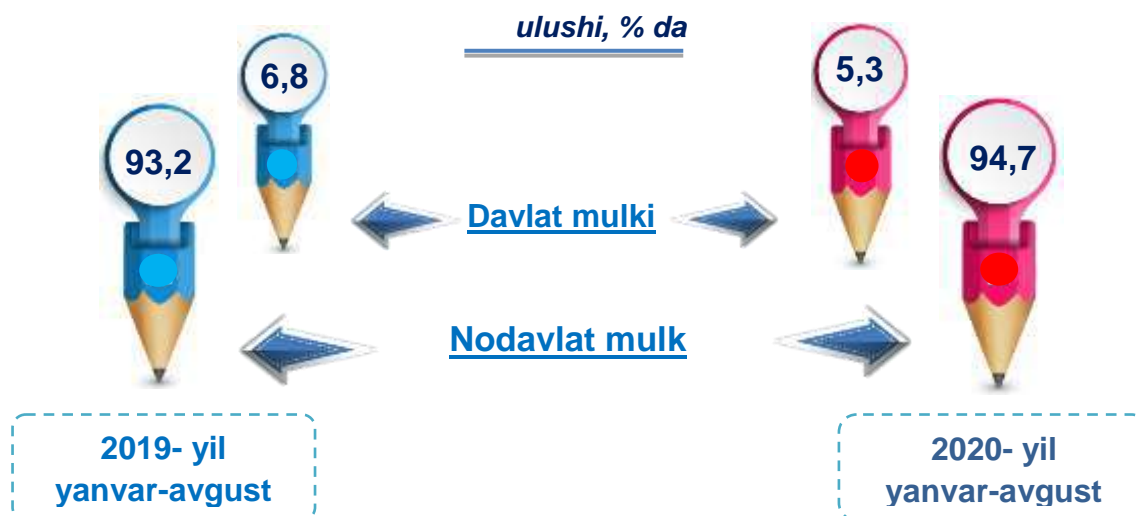 ulushi, % da
6,8
5,3
93,2
94,7
Davlat mulki
Nodavlat mulk
2019- yil
yanvar-avgust
2020- yil
yanvar-avgust